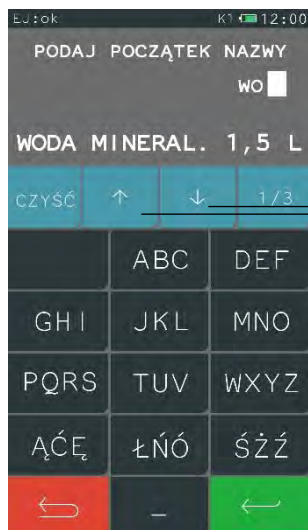 EJ:ok K1 12:00
PODAJ POCZĄTEK NAZWY
WO
WODA MINERAL. 1,5 L
CZYŚĆ ↑ ↓ 1/3
ABC DEF
GHI JKL MNO
PQRS TUV WXYZ
ĄĆĘ ŁŃÓ ŚŻŹ
_